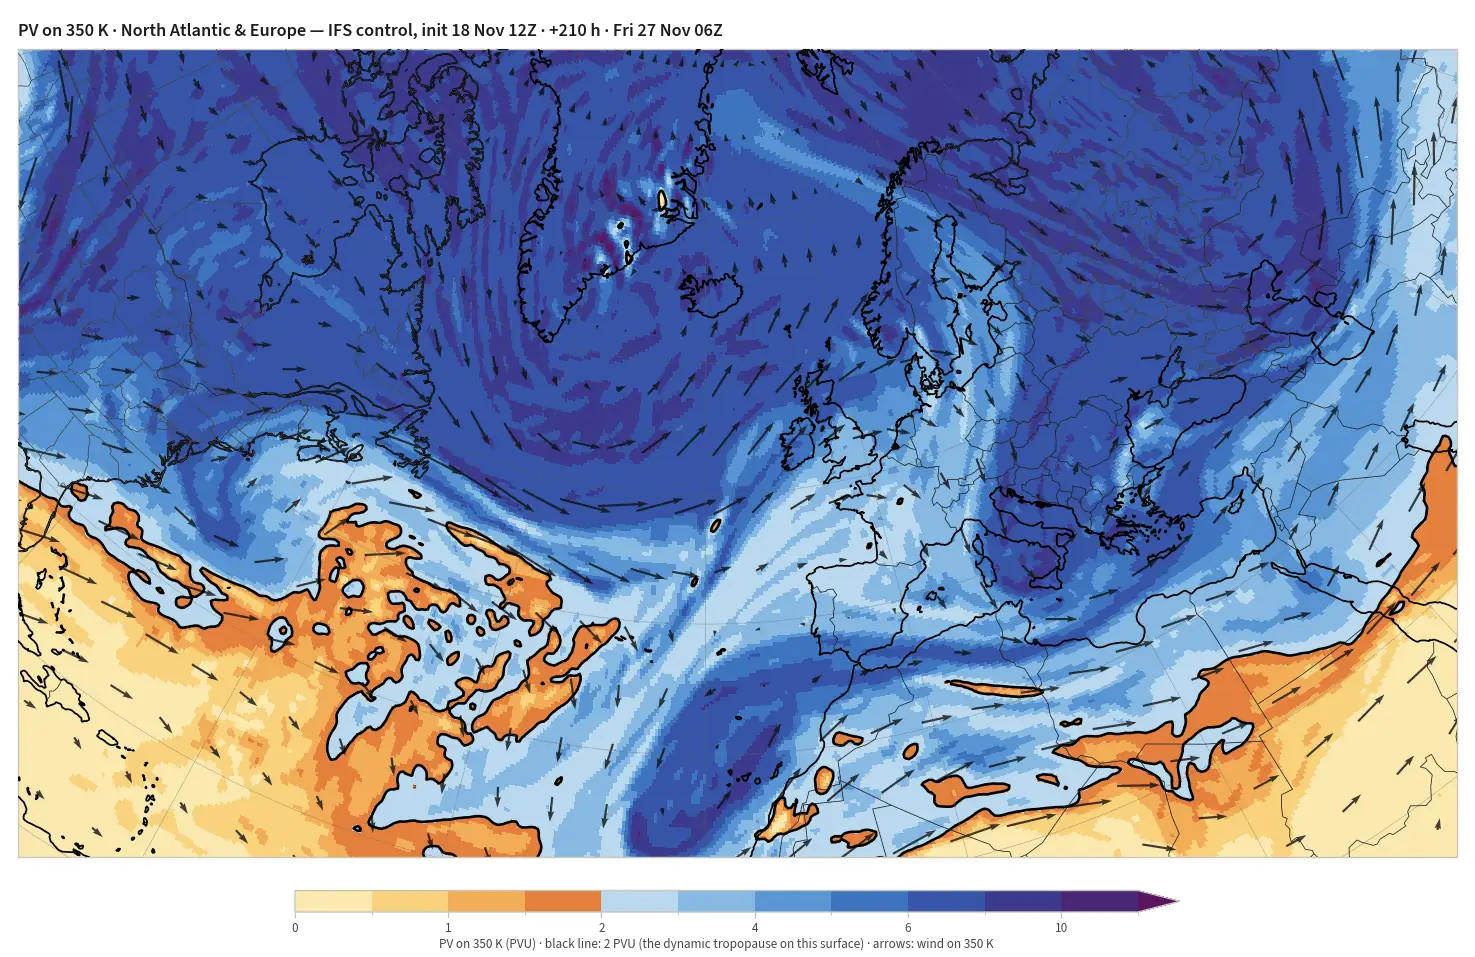 PV on 350 K · North Atlantic & Europe — IFS control, init 18 Nov 12Z · +210 h · Fri 27 Nov 06Z
0 1 2 4 6 10
PV on 350 K (PVU) · black line: 2 PVU (the dynamic tropopause on this surface) · arrows: wind on 350 K